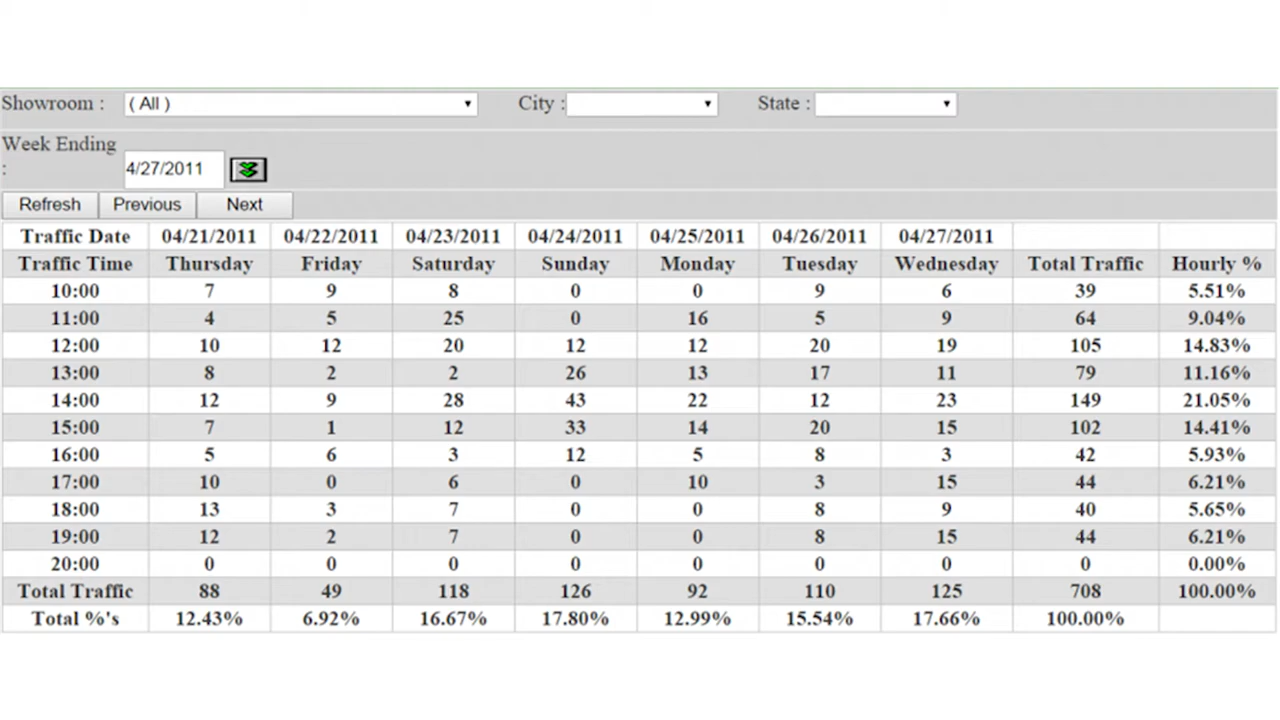 Showroom : ( All ) City : State :
Week Ending
: 4/27/2011
Refresh Previous Next
Traffic Date 04/21/2011 04/22/2011 04/23/2011 04/24/2011 04/25/2011 04/26/2011 04/27/2011
Traffic Time Thursday Friday Saturday Sunday Monday Tuesday Wednesday Total Traffic Hourly %
10:00 7 9 8 0 0 9 6 39 5.51%
11:00 4 5 25 0 16 5 9 64 9.04%
12:00 10 12 20 12 12 20 19 105 14.83%
13:00 8 2 2 26 13 17 11 79 11.16%
14:00 12 9 28 43 22 12 23 149 21.05%
15:00 7 1 12 33 14 20 15 102 14.41%
16:00 5 6 3 12 5 8 3 42 5.93%
17:00 10 0 6 0 10 3 15 44 6.21%
18:00 13 3 7 0 0 8 9 40 5.65%
19:00 12 2 7 0 0 8 15 44 6.21%
20:00 0 0 0 0 0 0 0 0 0.00%
Total Traffic 88 49 118 126 92 110 125 708 100.00%
Total %'s 12.43% 6.92% 16.67% 17.80% 12.99% 15.54% 17.66% 100.00%